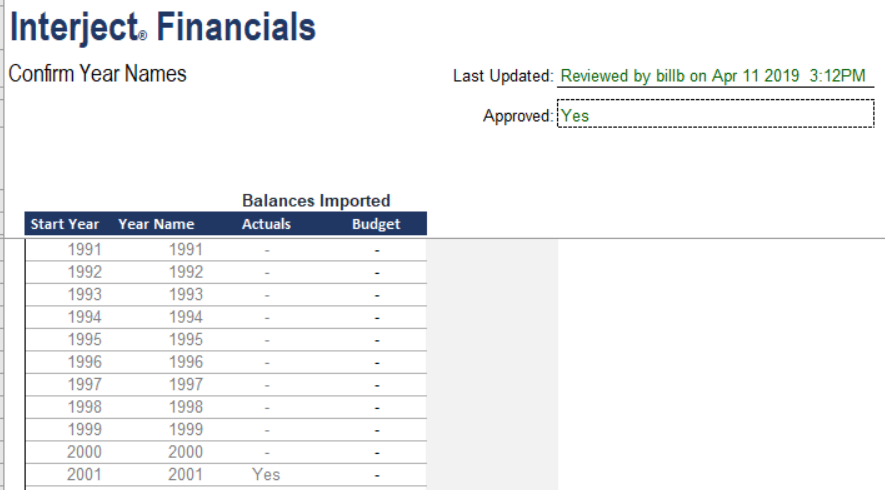 Interject® Financials
Confirm Year Names
Last Updated: Reviewed by billb on Apr 11 2019 3:12PM
Approved: Yes
Balances Imported
Start Year Year Name Actuals Budget
1991 1991 - -
1992 1992 - -
1993 1993 - -
1994 1994 - -
1995 1995 - -
1996 1996 - -
1997 1997 - -
1998 1998 - -
1999 1999 - -
2000 2000 - -
2001 2001 Yes -